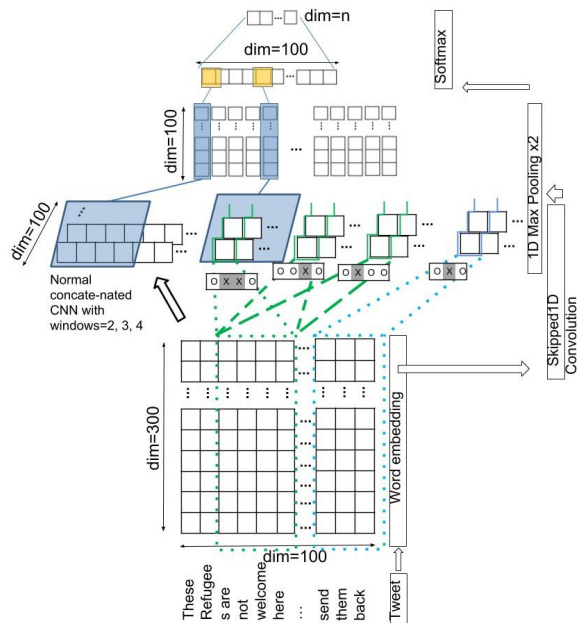 dim=n
dim=100
Softmax
dim=100
1D Max Pooling x2
dim=100
Normal
concate-nated
CNN with
windows=2, 3, 4
O X X O
O O X O
O X O O
O X O
Skipped1D
Convolution
dim=300
Word embedding
dim=100
These
Refugee
s are
not
welcome
here
...
send
them
back
Tweet